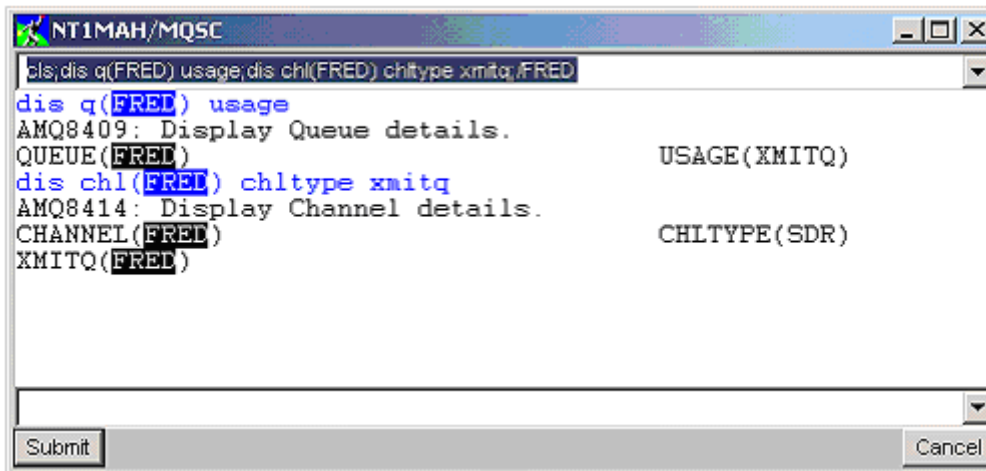 NT1MAH/MQSC
cls;dis q(FRED) usage;dis chl(FRED) chltype xmitq;/FRED
dis q(FRED) usage
AMQ8409: Display Queue details.
QUEUE(FRED) USAGE(XMITQ)
dis chl(FRED) chltype xmitq
AMQ8414: Display Channel details.
CHANNEL(FRED) CHLTYPE(SDR)
XMITQ(FRED)
Submit Cancel